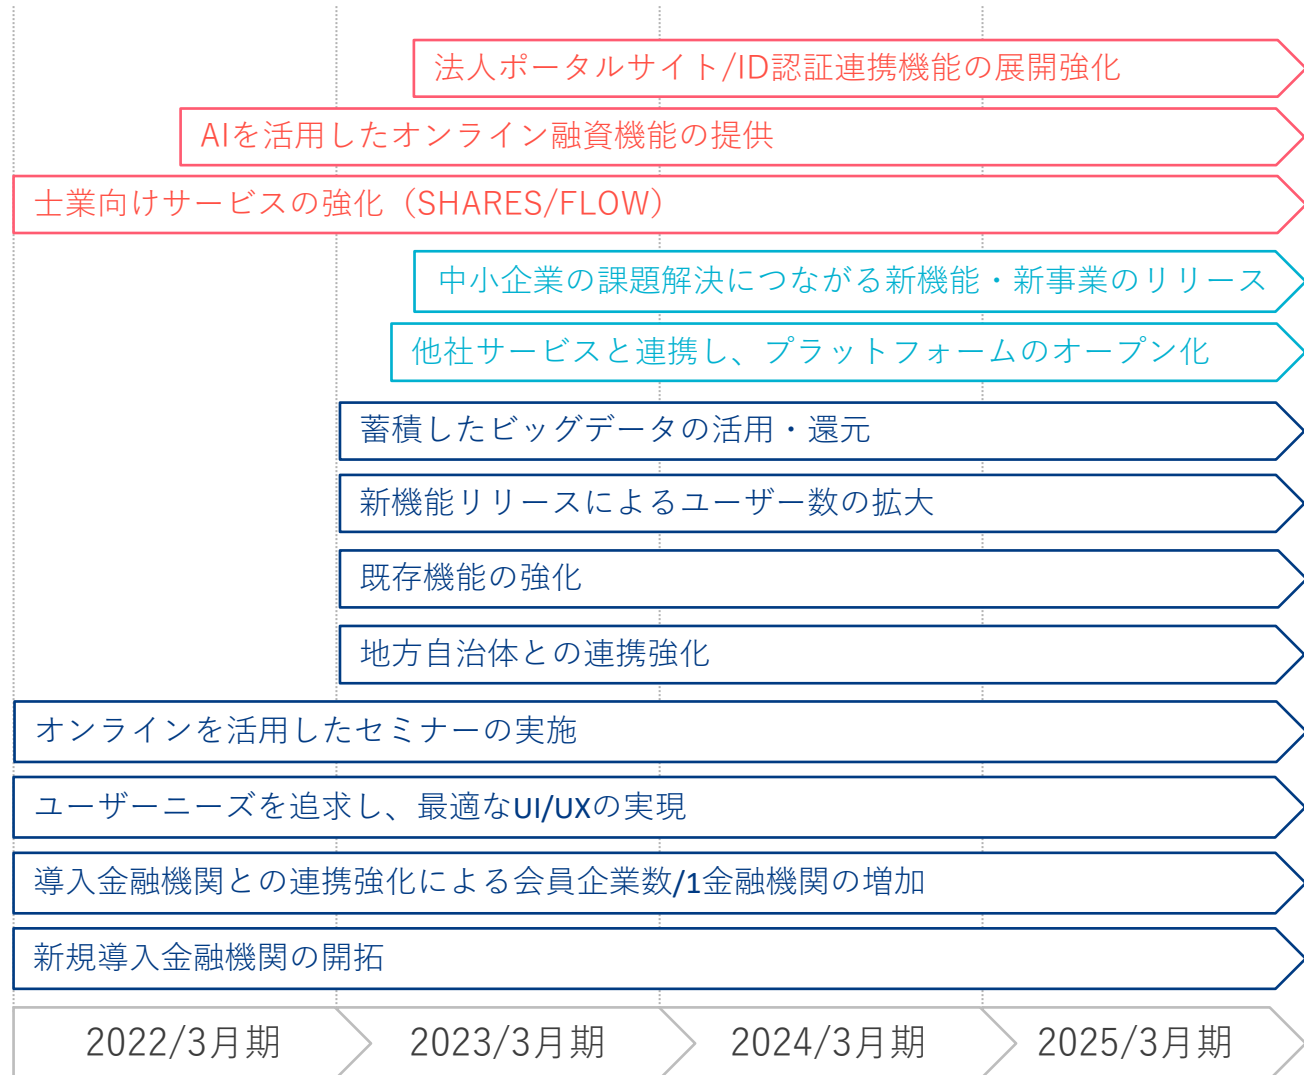 法人ポータルサイト/ID認証連携機能の展開強化
AIを活用したオンライン融資機能の提供
士業向けサービスの強化（SHARES/FLOW）
中小企業の課題解決につながる新機能・新事業のリリース
他社サービスと連携し、プラットフォームのオープン化
蓄積したビッグデータの活用・還元
新機能リリースによるユーザー数の拡大
既存機能の強化
地方自治体との連携強化
オンラインを活用したセミナーの実施
ユーザーニーズを追求し、最適なUI/UXの実現
導入金融機関との連携強化による会員企業数/1金融機関の増加
新規導入金融機関の開拓
2022/3月期
2023/3月期
2024/3月期
2025/3月期